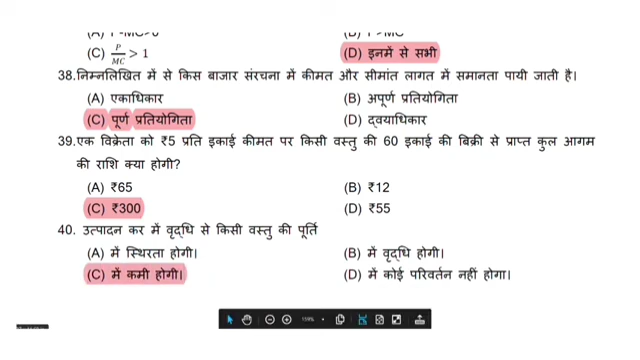 (C) P/MC > 1 (D) इनमें से सभी
38.निम्नलिखित में से किस बाजार संरचना में कीमत और सीमांत लागत में समानता पायी जाती है।
(A) एकाधिकार (B) अपूर्ण प्रतियोगिता
(C) पूर्ण प्रतियोगिता (D) द्वयाधिकार
39.एक विक्रेता को ₹5 प्रति इकाई कीमत पर किसी वस्तु की 60 इकाई की बिक्री से प्राप्त कुल आगम
की राशि क्या होगी?
(A) ₹65 (B) ₹12
(C) ₹300 (D) ₹55
40. उत्पादन कर में वृद्धि से किसी वस्तु की पूर्ति
(A) में स्थिरता होगी। (B) में वृद्धि होगी।
(C) में कमी होगी। (D) में कोई परिवर्तन नहीं होगा।
159%